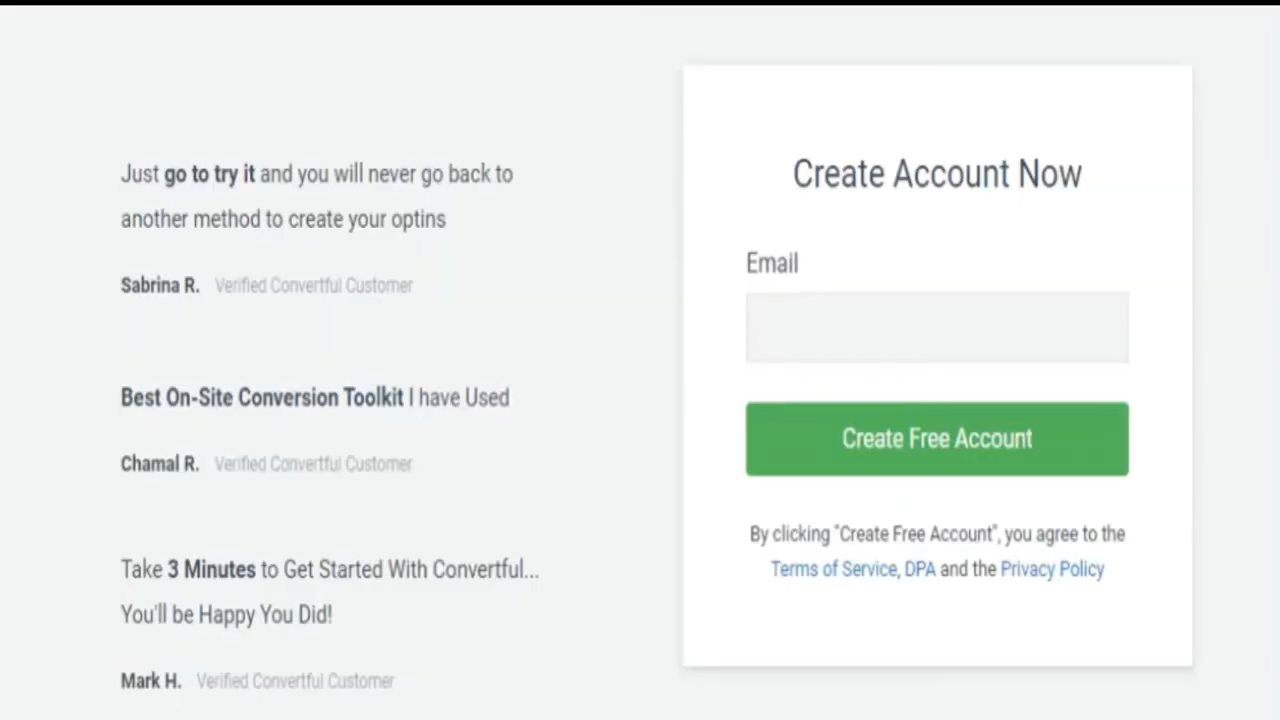 Just go to try it and you will never go back to
another method to create your optins
Sabrina R. Verified Convertful Customer
Best On-Site Conversion Toolkit I have Used
Chamal R. Verified Convertful Customer
Take 3 Minutes to Get Started With Convertful...
You'll be Happy You Did!
Mark H. Verified Convertful Customer
Create Account Now
Email
Create Free Account
By clicking "Create Free Account", you agree to the
Terms of Service, DPA and the Privacy Policy